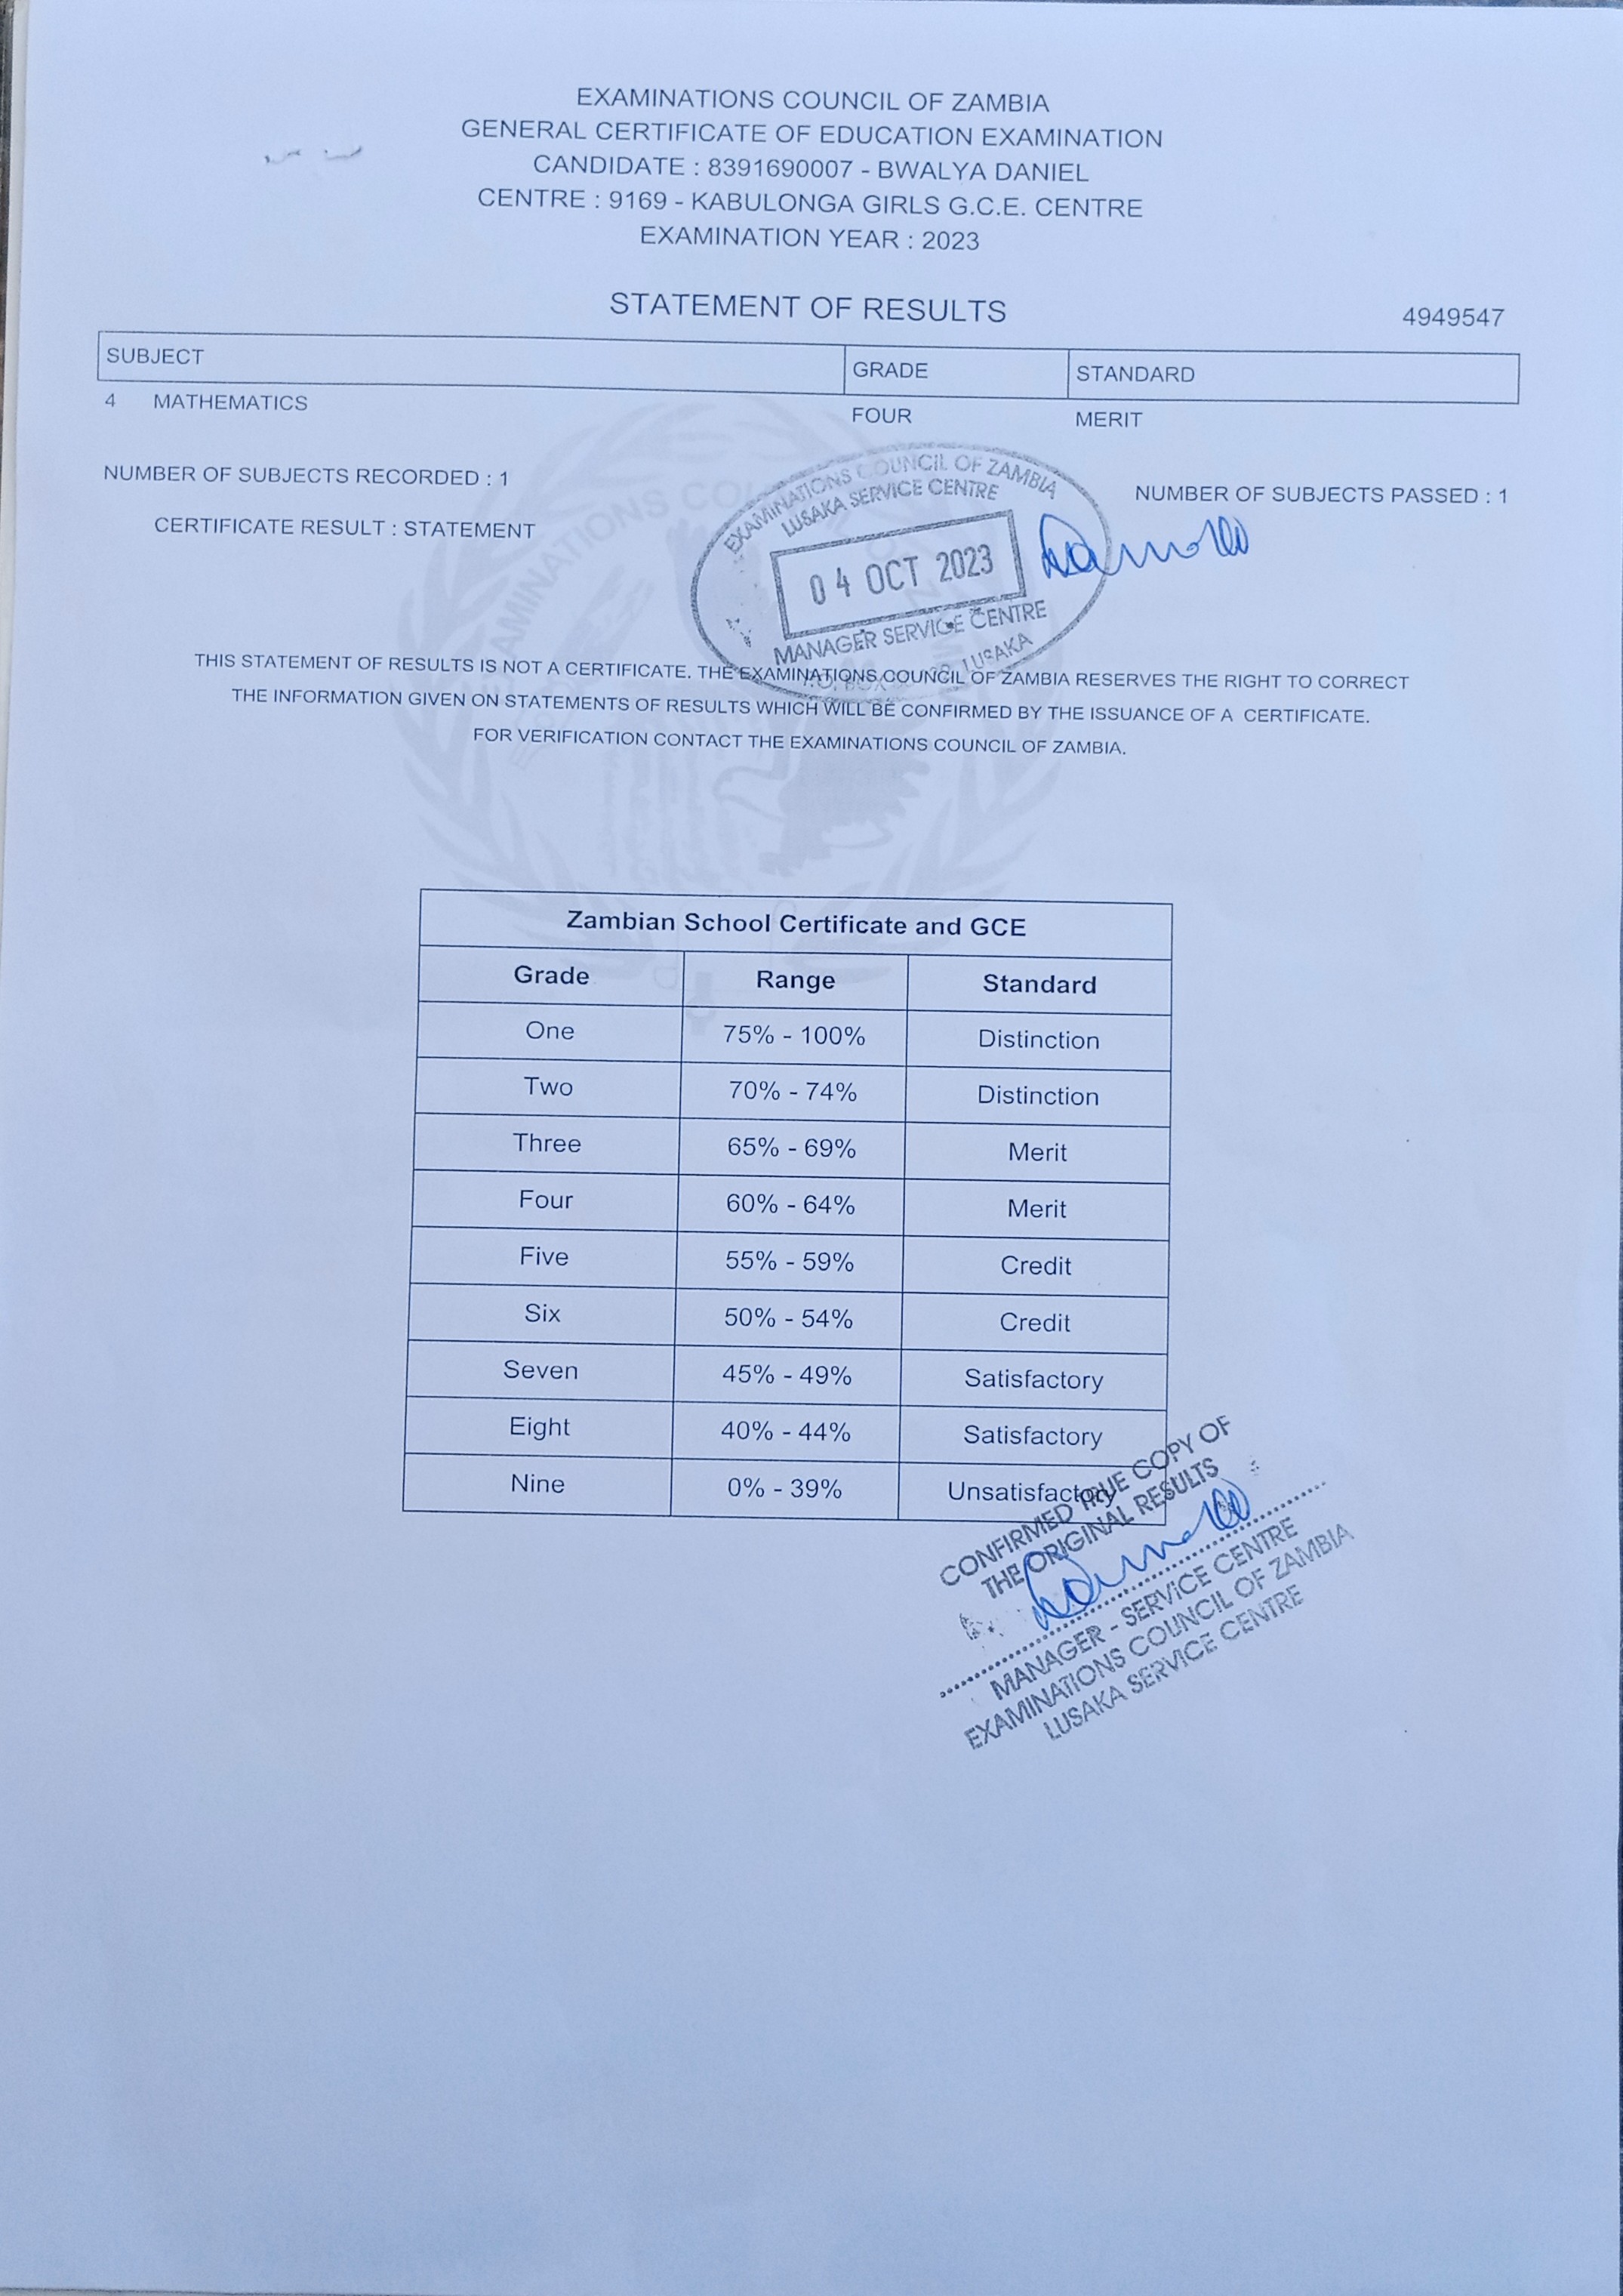 EXAMINATIONS COUNCIL OF ZAMBIA
GENERAL CERTIFICATE OF EDUCATION EXAMINATION
CANDIDATE : 8391690007 - BWALYA DANIEL
CENTRE : 9169 - KABULONGA GIRLS G.C.E. CENTRE
EXAMINATION YEAR : 2023
STATEMENT OF RESULTS 4949547
SUBJECT GRADE STANDARD
4 MATHEMATICS FOUR MERIT
NUMBER OF SUBJECTS RECORDED : 1 NUMBER OF SUBJECTS PASSED : 1
CERTIFICATE RESULT : STATEMENT
EXAMINATIONS COUNCIL OF ZAMBIA
LUSAKA SERVICE CENTRE
04 OCT 2023
MANAGER SERVICE CENTRE
P.O. BOX LUSAKA
THIS STATEMENT OF RESULTS IS NOT A CERTIFICATE. THE EXAMINATIONS COUNCIL OF ZAMBIA RESERVES THE RIGHT TO CORRECT
THE INFORMATION GIVEN ON STATEMENTS OF RESULTS WHICH WILL BE CONFIRMED BY THE ISSUANCE OF A CERTIFICATE.
FOR VERIFICATION CONTACT THE EXAMINATIONS COUNCIL OF ZAMBIA.
Zambian School Certificate and GCE
Grade Range Standard
One 75% - 100% Distinction
Two 70% - 74% Distinction
Three 65% - 69% Merit
Four 60% - 64% Merit
Five 55% - 59% Credit
Six 50% - 54% Credit
Seven 45% - 49% Satisfactory
Eight 40% - 44% Satisfactory
Nine 0% - 39% Unsatisfactory
CONFIRMED TRUE COPY OF
THE ORIGINAL RESULTS
MANAGER - SERVICE CENTRE
EXAMINATIONS COUNCIL OF ZAMBIA
LUSAKA SERVICE CENTRE